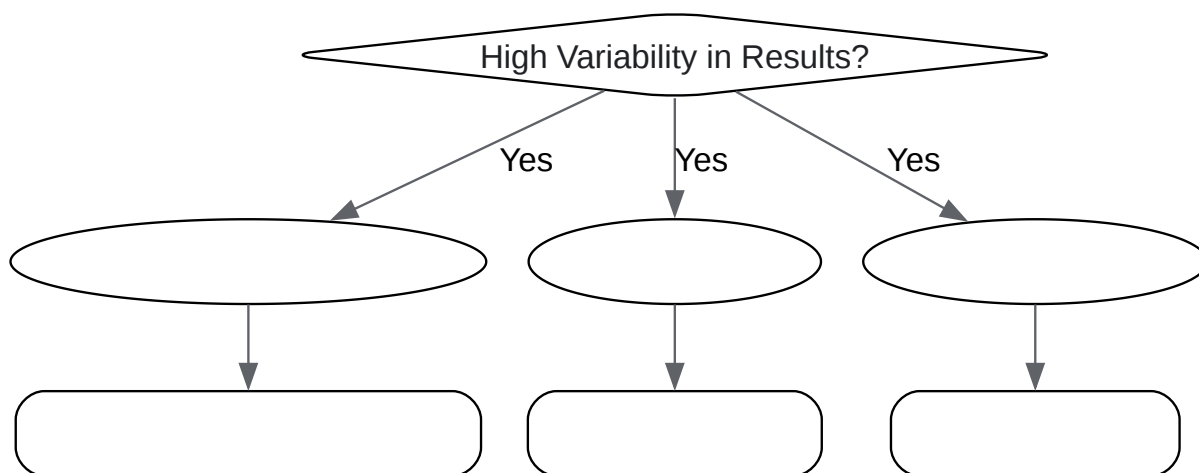 High Variability in Results?
Yes
Yes
Yes